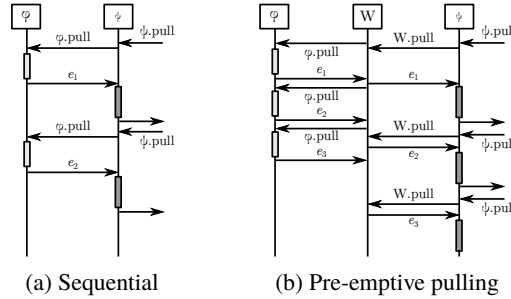 φ
ψ
φ.pull
ψ.pull
e₁
φ.pull
ψ.pull
e₂
(a) Sequential
φ
W
ψ
φ.pull
W.pull
ψ.pull
e₁
e₁
φ.pull
e₂
φ.pull
W.pull
ψ.pull
e₃
e₂
W.pull
ψ.pull
e₃
(b) Pre-emptive pulling